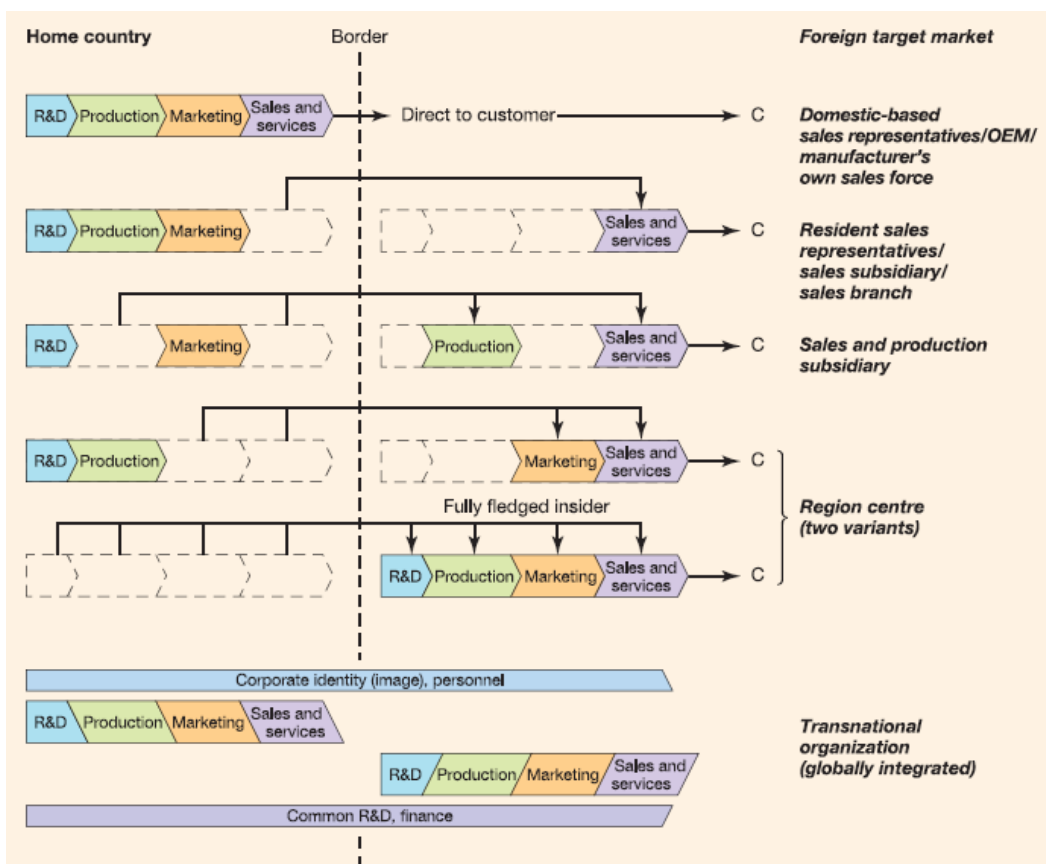 Home country
Border
Foreign target market
R&D
Production
Marketing
Sales and
services
Direct to customer
C
Domestic-based
sales representatives/OEM/
manufacturer's
own sales force
R&D
Production
Marketing
Sales and
services
C
Resident sales
representatives/
sales subsidiary/
sales branch
R&D
Marketing
Production
Sales and
services
C
Sales and production
subsidiary
R&D
Production
Marketing
Sales and
services
C
Region centre
(two variants)
Fully fledged insider
R&D
Production
Marketing
Sales and
services
C
Corporate identity (image), personnel
R&D
Production
Marketing
Sales and
services
Transnational
organization
(globally integrated)
R&D
Production
Marketing
Sales and
services
Common R&D, finance